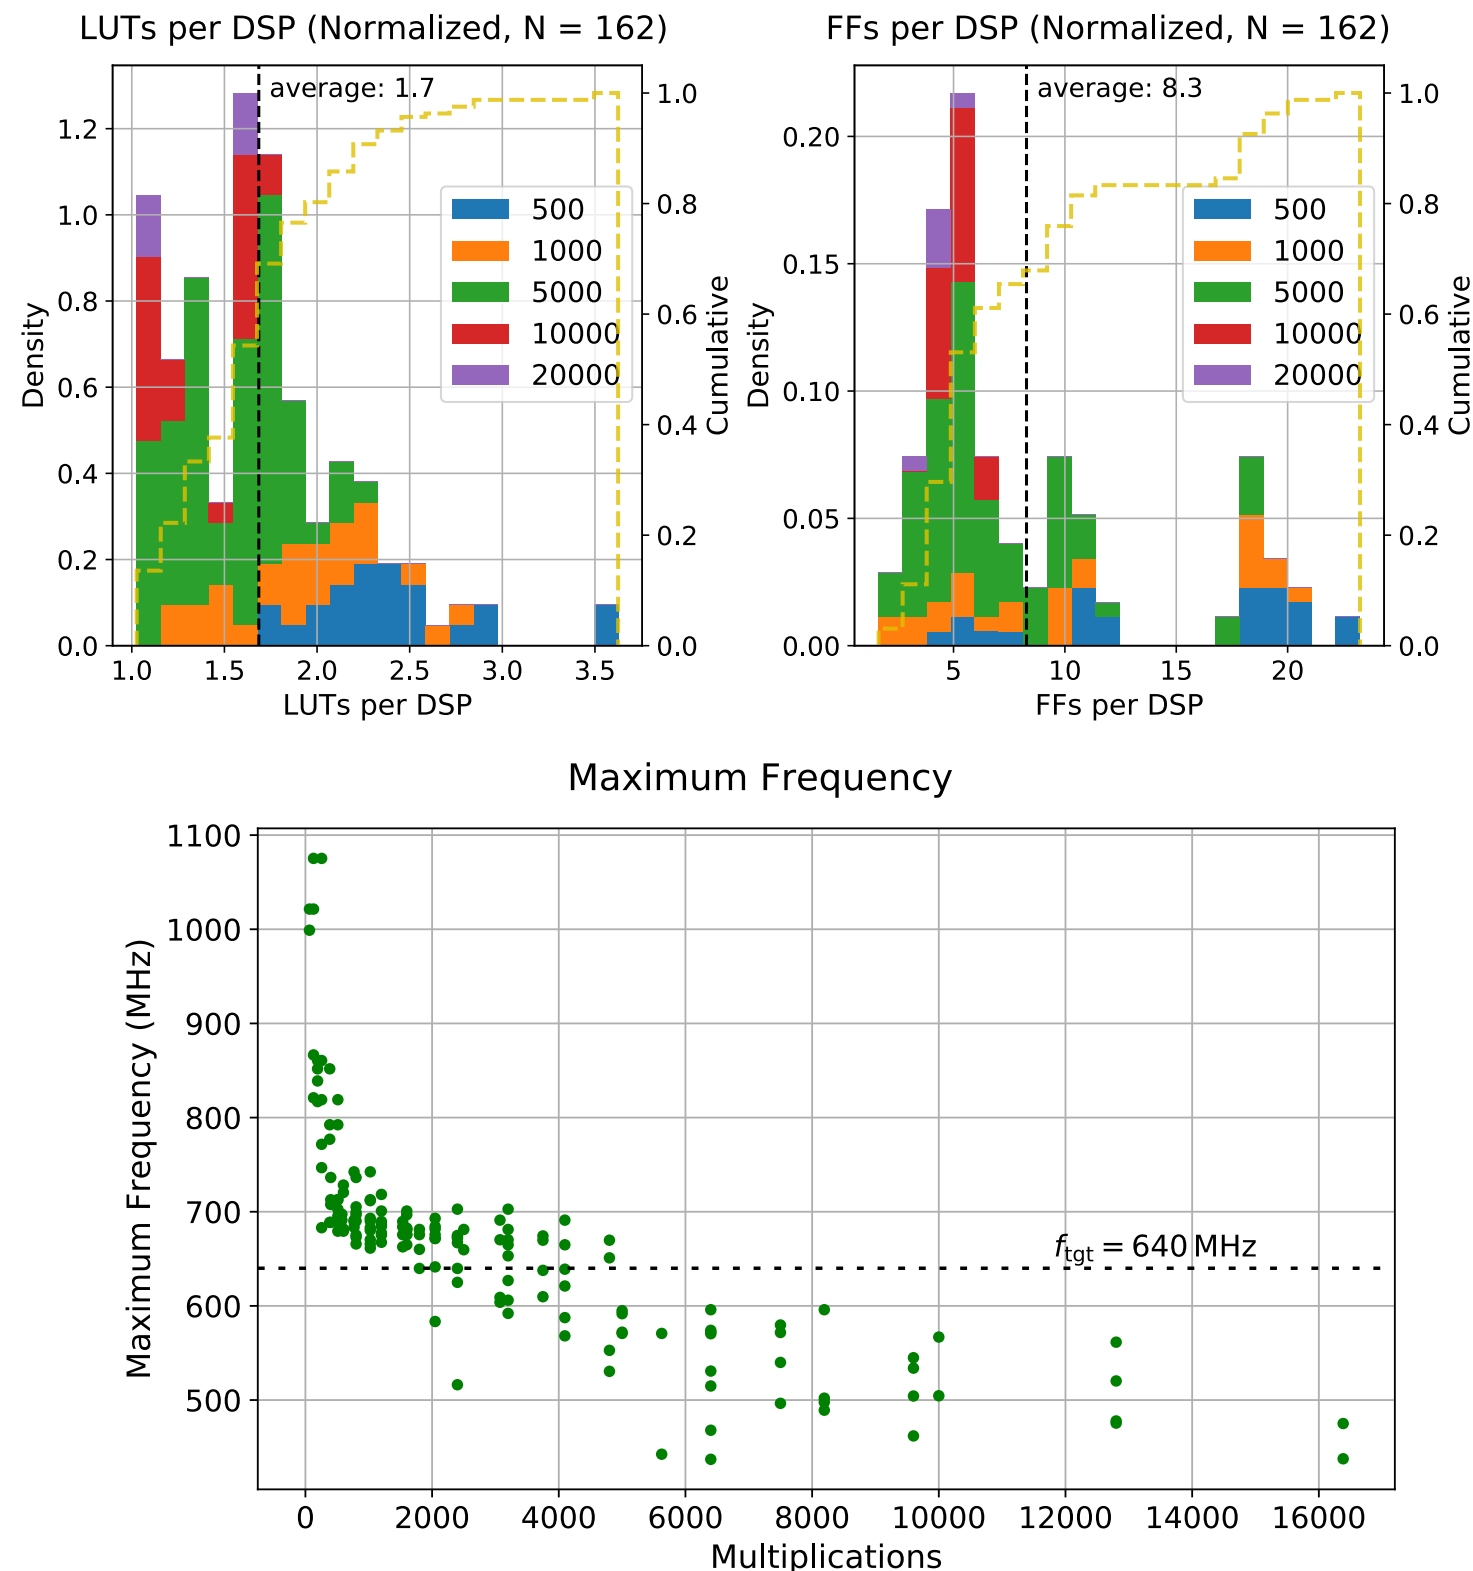 LUTs per DSP (Normalized, N = 162)
average: 1.7
Density
0.0
0.2
0.4
0.6
0.8
1.0
1.2
500
1000
5000
10000
20000
Cumulative
0.0
0.2
0.4
0.6
0.8
1.0
1.0 1.5 2.0 2.5 3.0 3.5
LUTs per DSP
FFs per DSP (Normalized, N = 162)
average: 8.3
Density
0.00
0.05
0.10
0.15
0.20
500
1000
5000
10000
20000
Cumulative
0.0
0.2
0.4
0.6
0.8
1.0
5 10 15 20
FFs per DSP
Maximum Frequency
Maximum Frequency (MHz)
1100
1000
900
800
700
600
500
f_tgt = 640 MHz
0 2000 4000 6000 8000 10000 12000 14000 16000
Multiplications